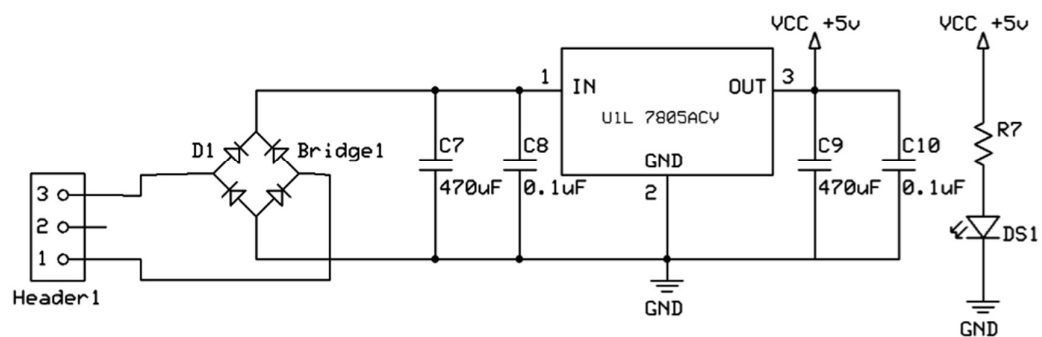 VCC +5v
VCC +5v
1
IN
OUT
3
U1L 7805ACV
GND
2
D1
Bridge1
C7
470uF
C8
0.1uF
C9
470uF
C10
0.1uF
R7
DS1
3
2
1
Header1
GND
GND